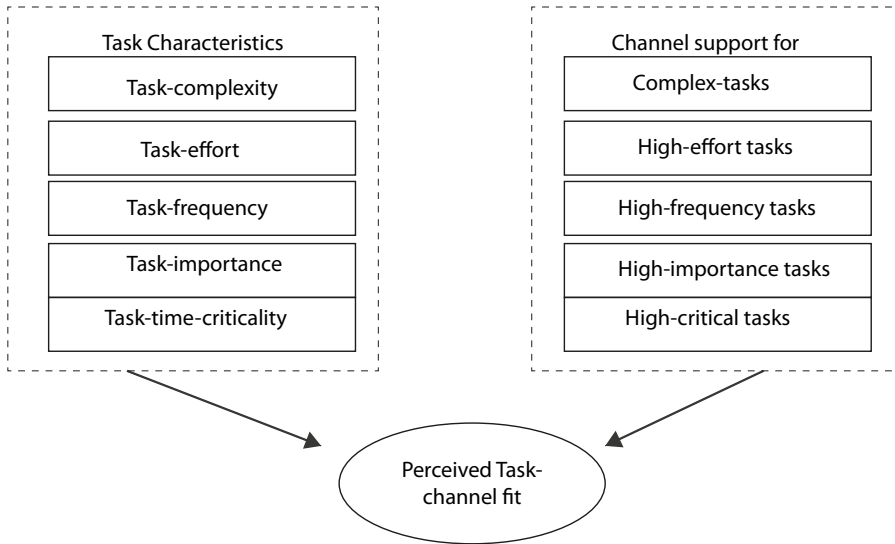 Task Characteristics
Task-complexity
Task-effort
Task-frequency
Task-importance
Task-time-criticality
Channel support for
Complex-tasks
High-effort tasks
High-frequency tasks
High-importance tasks
High-critical tasks
Perceived Task-
channel fit